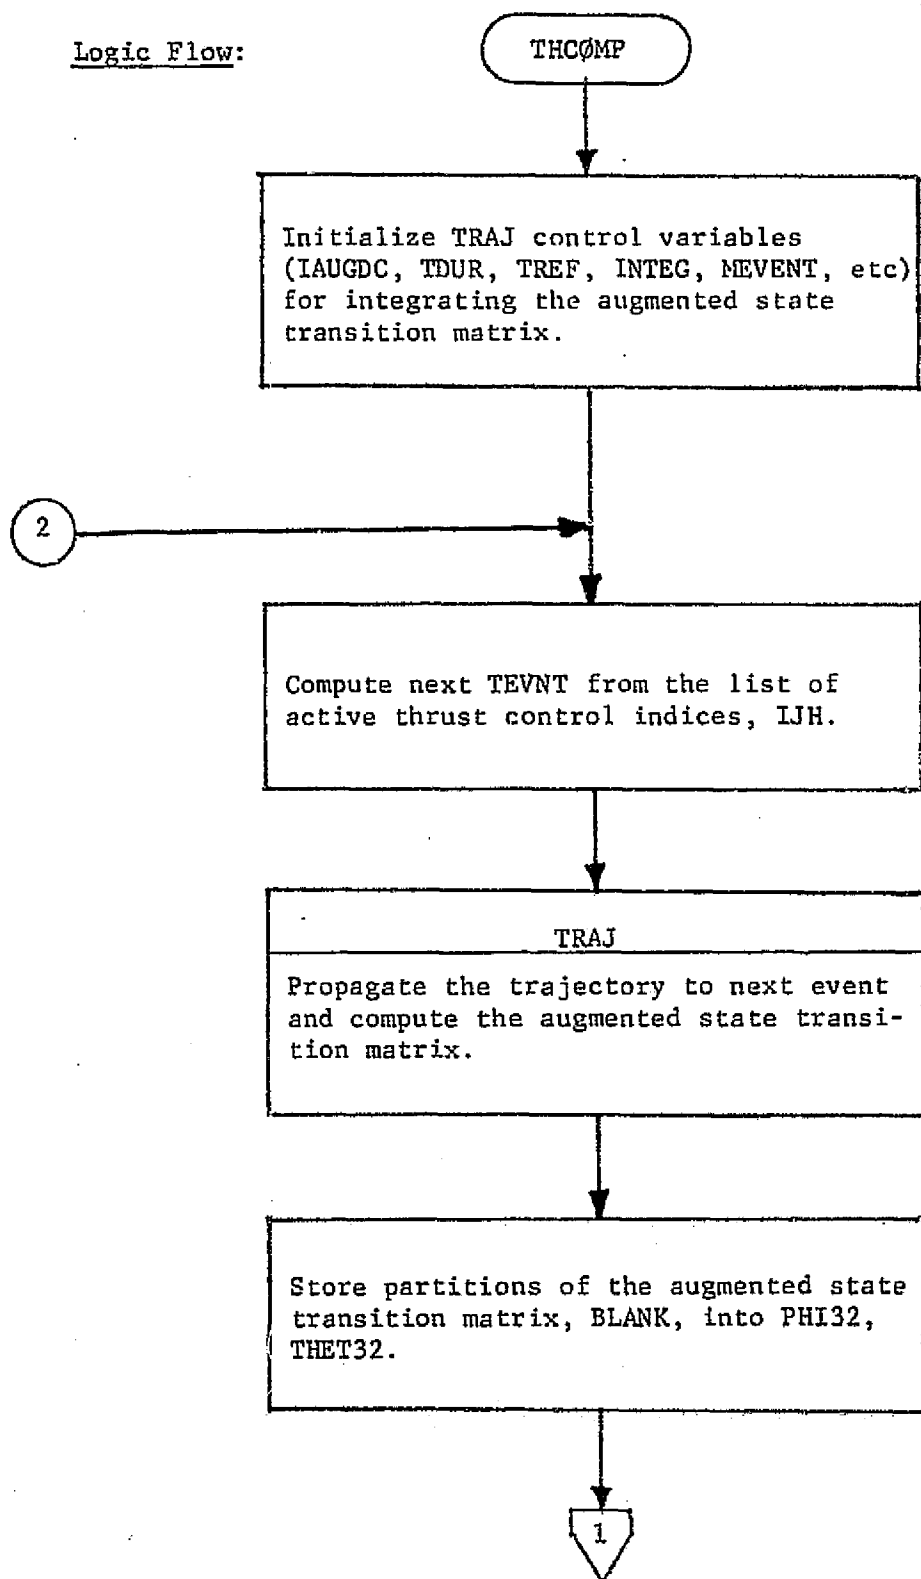 Logic Flow:
THCØMP
Initialize TRAJ control variables
(IAUGDC, TDUR, TREF, INTEG, MEVENT, etc)
for integrating the augmented state
transition matrix.
2
Compute next TEVNT from the list of
active thrust control indices, IJH.
TRAJ
Propagate the trajectory to next event
and compute the augmented state transi-
tion matrix.
Store partitions of the augmented state
transition matrix, BLANK, into PHI32,
THET32.
1